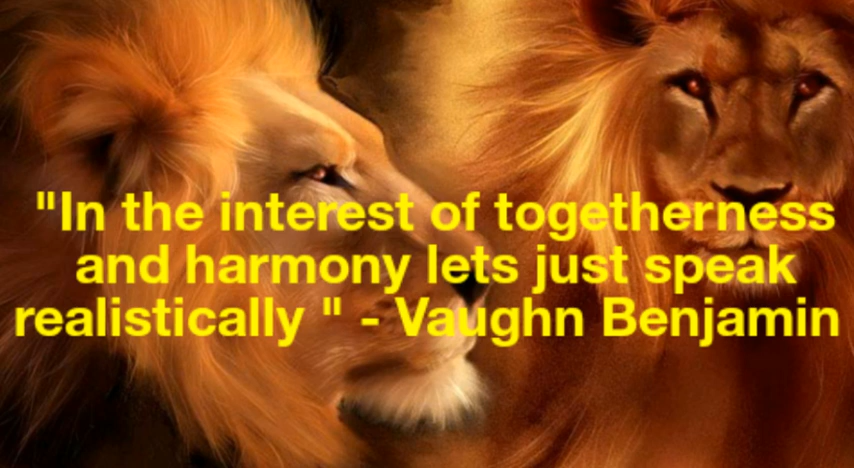 "In the interest of togetherness
and harmony lets just speak
realistically " - Vaughn Benjamin